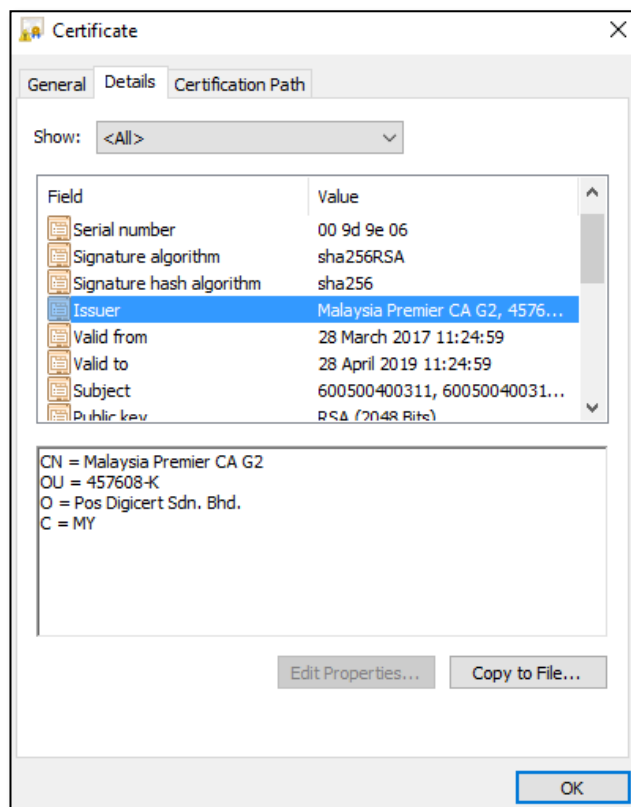 Certificate
General Details Certification Path
Show: <All>
Field Value
Serial number 00 9d 9e 06
Signature algorithm sha256RSA
Signature hash algorithm sha256
Issuer Malaysia Premier CA G2, 4576...
Valid from 28 March 2017 11:24:59
Valid to 28 April 2019 11:24:59
Subject 600500400311, 60050040031...
Public key RSA (2048 Bits)
CN = Malaysia Premier CA G2
OU = 457608-K
O = Pos Digicert Sdn. Bhd.
C = MY
Edit Properties... Copy to File...
OK